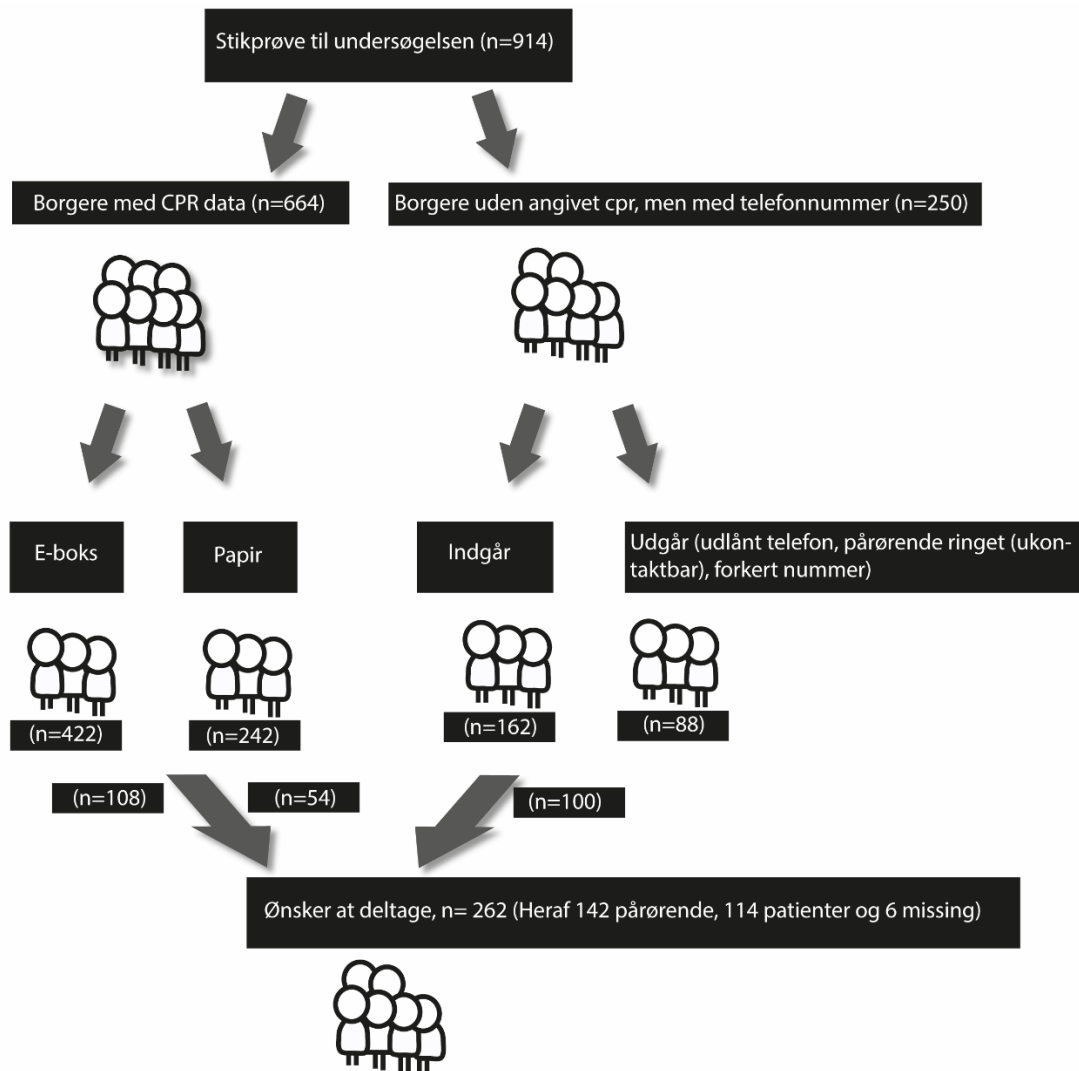 Stikprøve til undersøgelsen (n=914)
Borgere med CPR data (n=664)
Borgere uden angivet cpr, men med telefonnummer (n=250)
E-boks
Papir
Indgår
Udgår (udlånt telefon, pårørende ringet (ukon-
taktbar), forkert nummer)
(n=422)
(n=242)
(n=162)
(n=88)
(n=108)
(n=54)
(n=100)
Ønsker at deltage, n= 262 (Heraf 142 pårørende, 114 patienter og 6 missing)